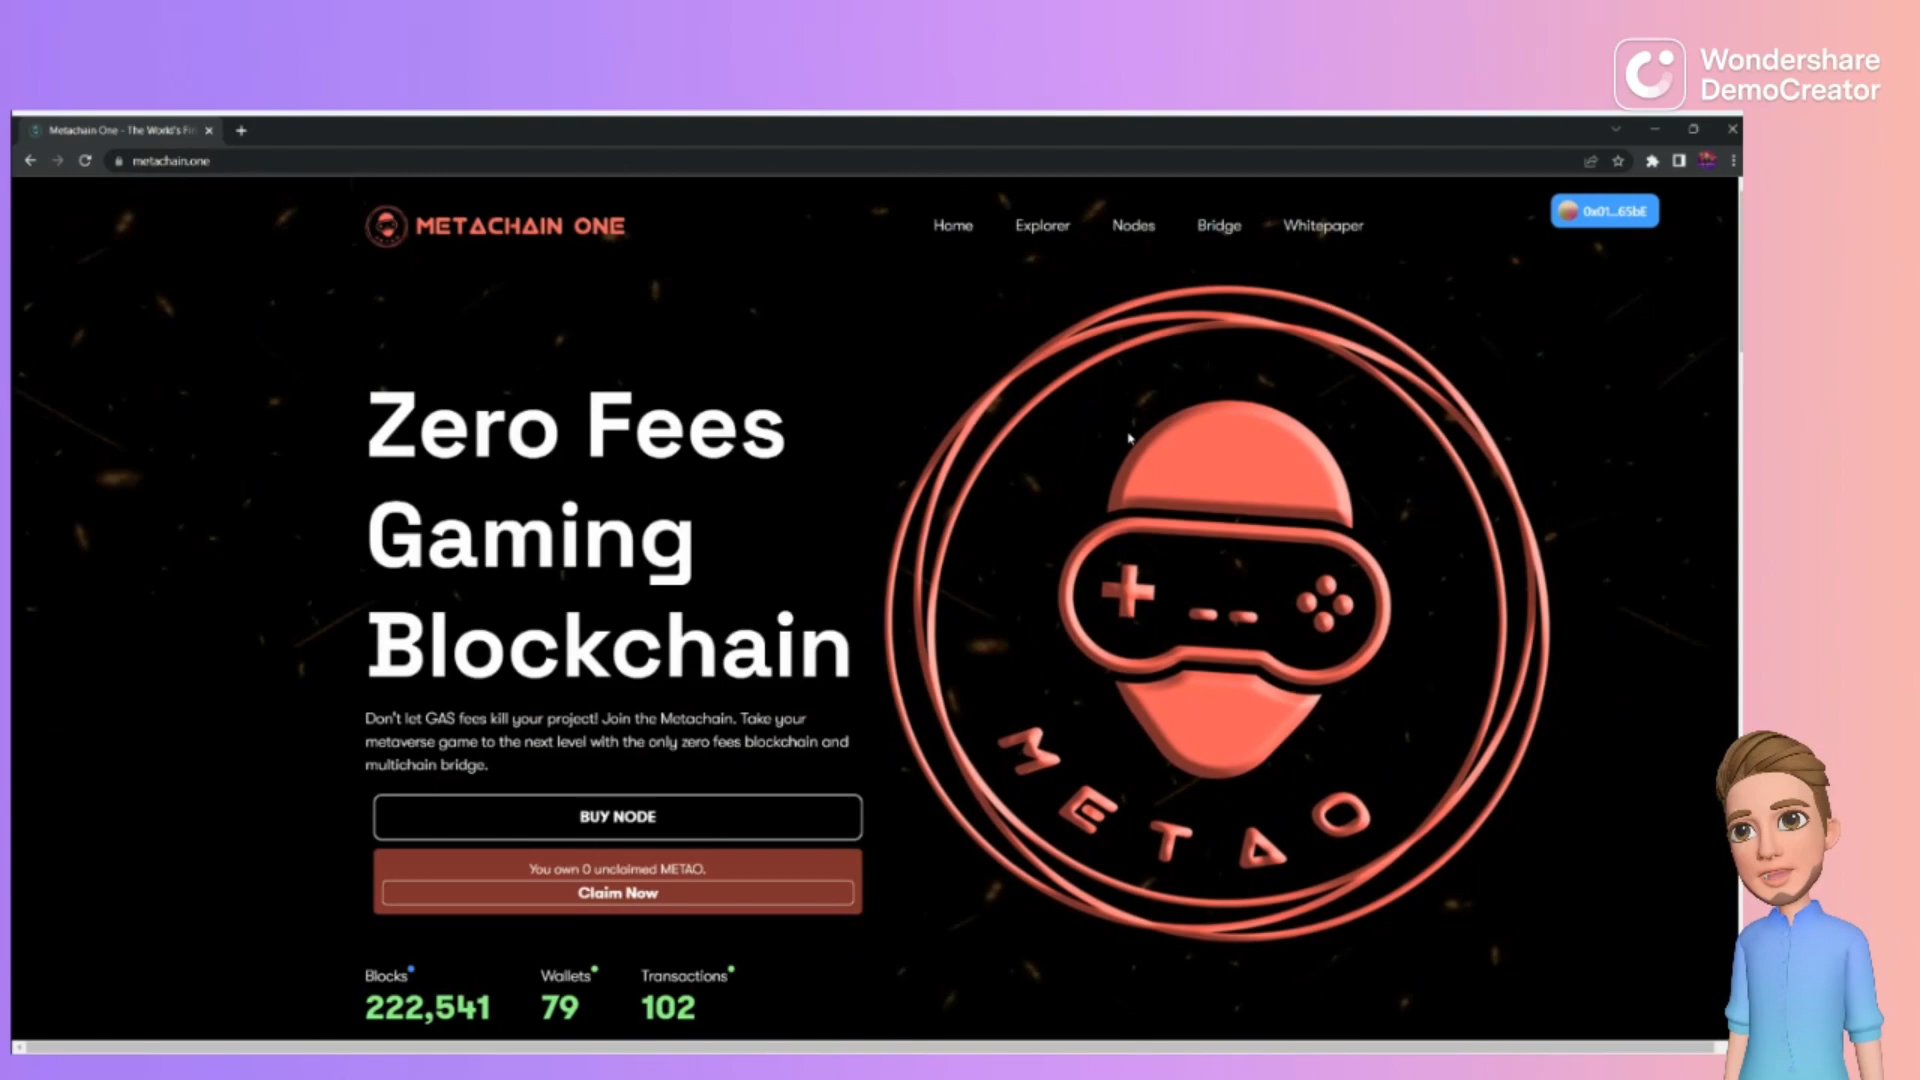 Wondershare
DemoCreator
Metachain One - The World's Fir
metachain.one
METACHAIN ONE
Home
Explorer
Nodes
Bridge
Whitepaper
0x01...65bE
Zero Fees
Gaming
Blockchain
Don't let GAS fees kill your project! Join the Metachain. Take your
metaverse game to the next level with the only zero fees blockchain and
multichain bridge.
BUY NODE
You own 0 unclaimed METAO.
Claim Now
METAO
Blocks
Wallets
Transactions
222,541
79
102